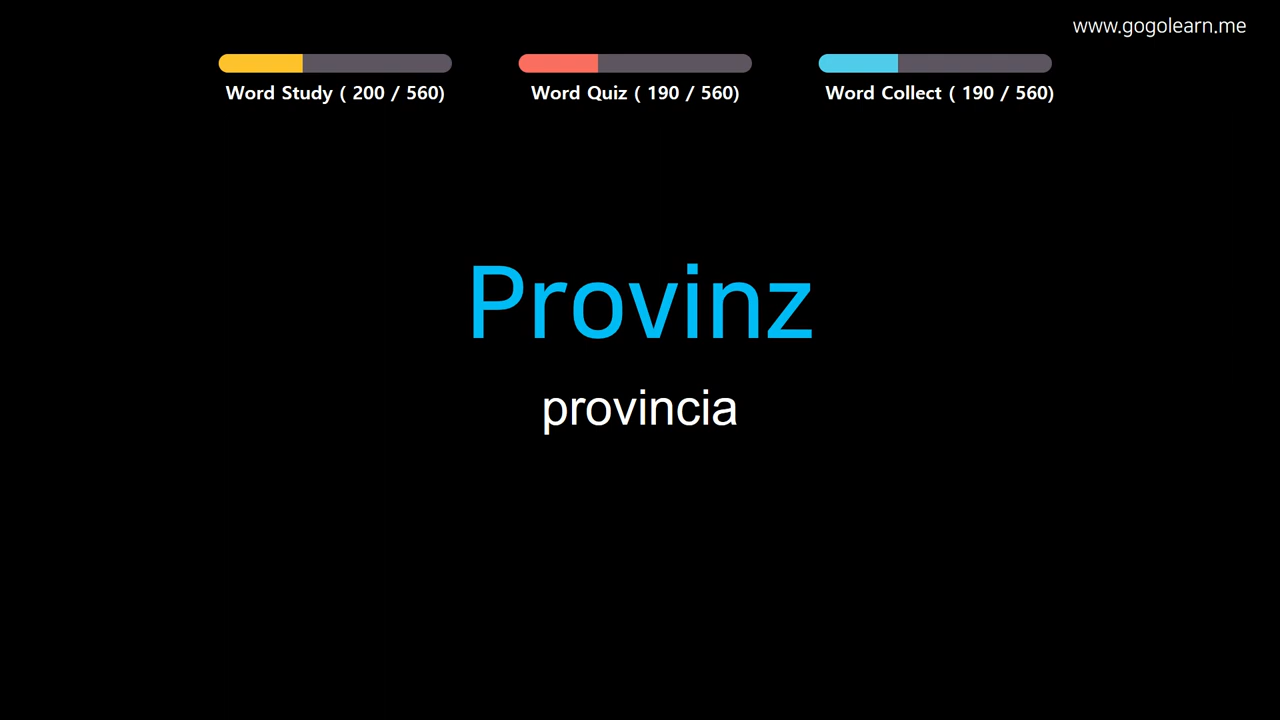 www.gogolearn.me
Word Study ( 200 / 560)
Word Quiz ( 190 / 560)
Word Collect ( 190 / 560)
Provinz
provincia